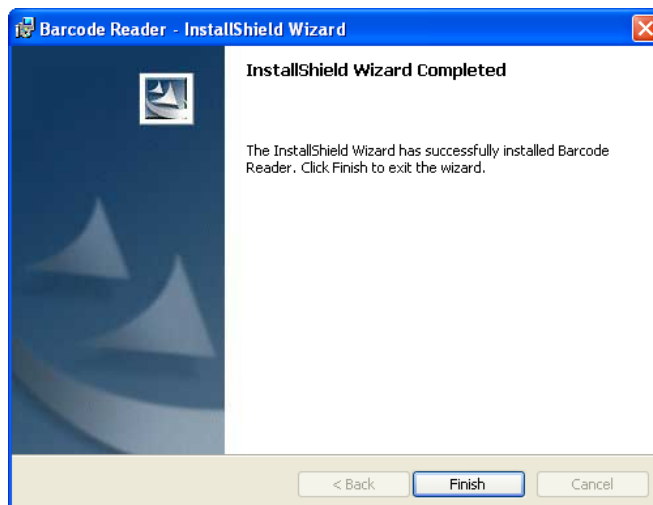 Barcode Reader - InstallShield Wizard
InstallShield Wizard Completed
The InstallShield Wizard has successfully installed Barcode
Reader. Click Finish to exit the wizard.
< Back
Finish
Cancel